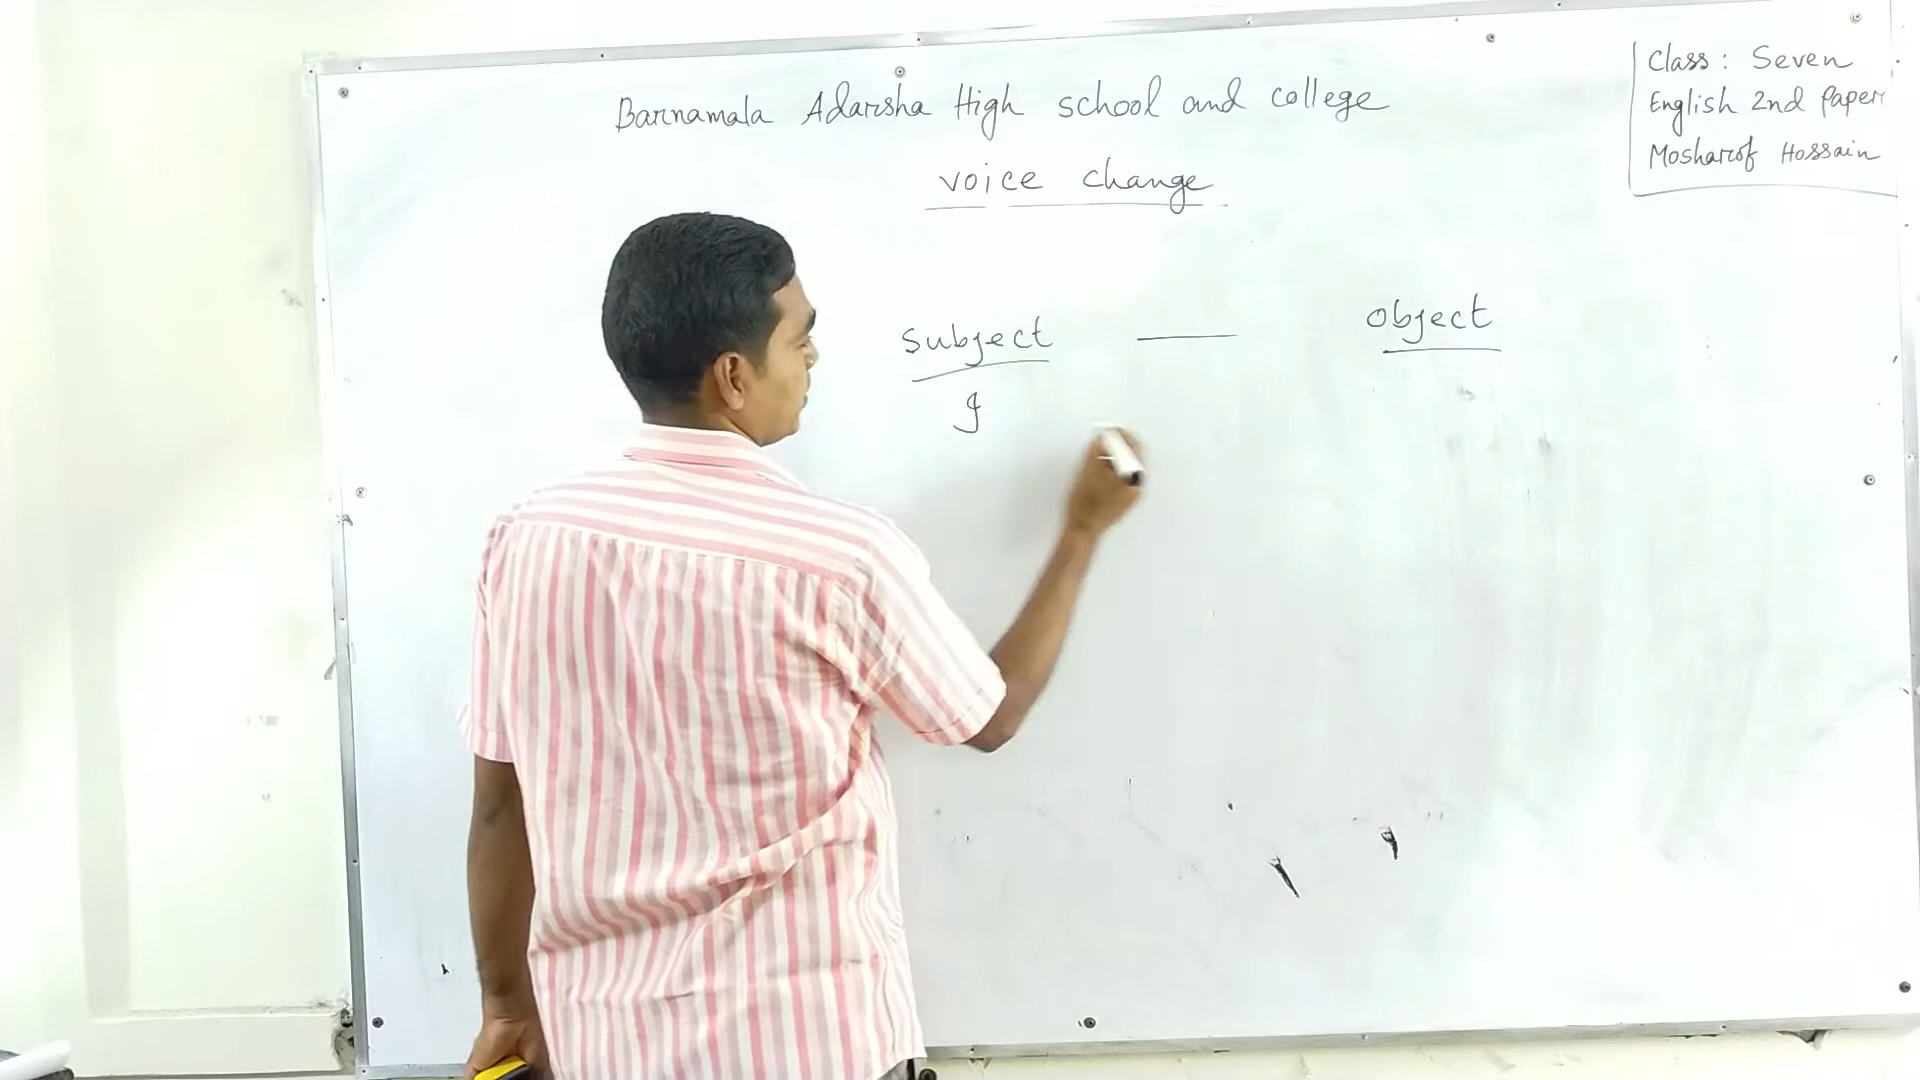 Barnamala Adarsha High school and college
voice change
Class : Seven
English 2nd Paper
Mosharof Hossain
subject — object
I